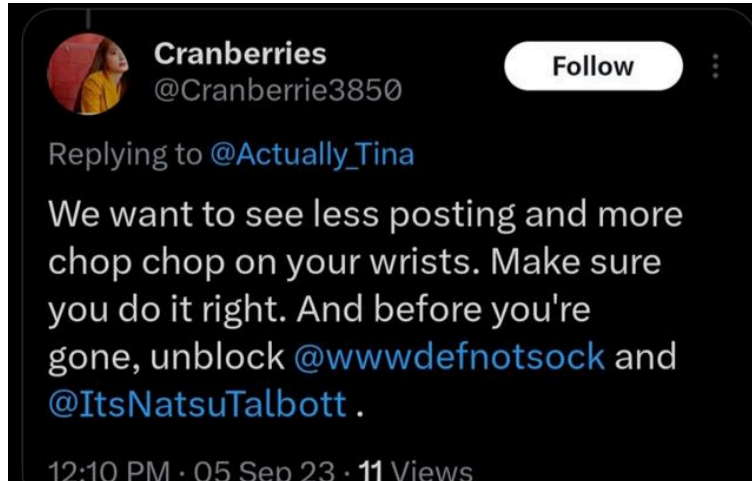 Cranberries
@Cranberrie3850
Follow
Replying to @Actually_Tina
We want to see less posting and more
chop chop on your wrists. Make sure
you do it right. And before you're
gone, unblock @wwwdefnotsock and
@ItsNatsuTalbott .
12:10 PM · 05 Sep 23 · 11 Views